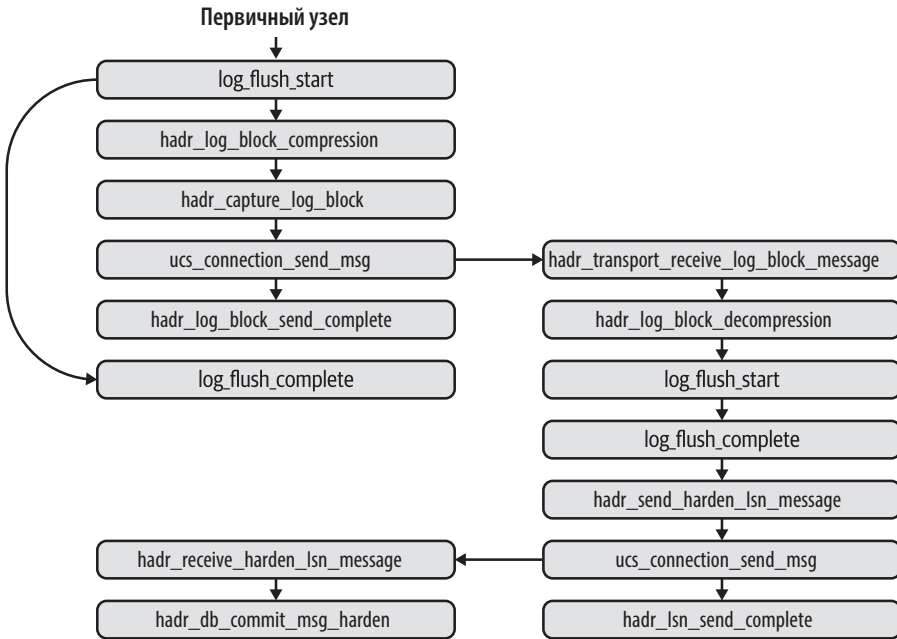 Первичный узел
log_flush_start
hadr_log_block_compression
hadr_capture_log_block
ucs_connection_send_msg
hadr_log_block_send_complete
log_flush_complete
hadr_transport_receive_log_block_message
hadr_log_block_decompression
log_flush_start
log_flush_complete
hadr_send_harden_lsn_message
ucs_connection_send_msg
hadr_lsn_send_complete
hadr_receive_harden_lsn_message
hadr_db_commit_msg_harden